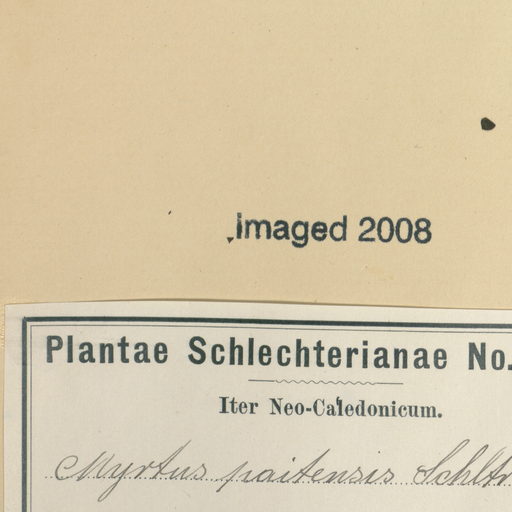 imaged 2008
Plantae Schlechterianae No.
Iter Neo-Caledonicum.
Myrtus paitensis Schltr